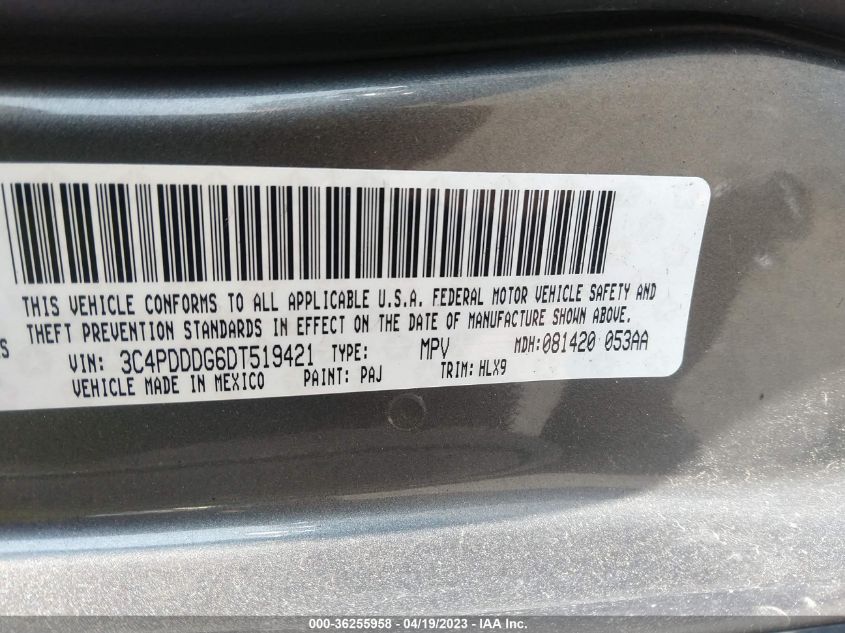 THIS VEHICLE CONFORMS TO ALL APPLICABLE U.S.A. FEDERAL MOTOR VEHICLE SAFETY AND
THEFT PREVENTION STANDARDS IN EFFECT ON THE DATE OF MANUFACTURE SHOWN ABOVE.
VIN: 3C4PDDDG6DT519421 TYPE: MPV MDH:081420 053AA
VEHICLE MADE IN MEXICO PAINT: PAJ TRIM: HLX9
000-36255958 - 04/19/2023 - © IAA, Inc.